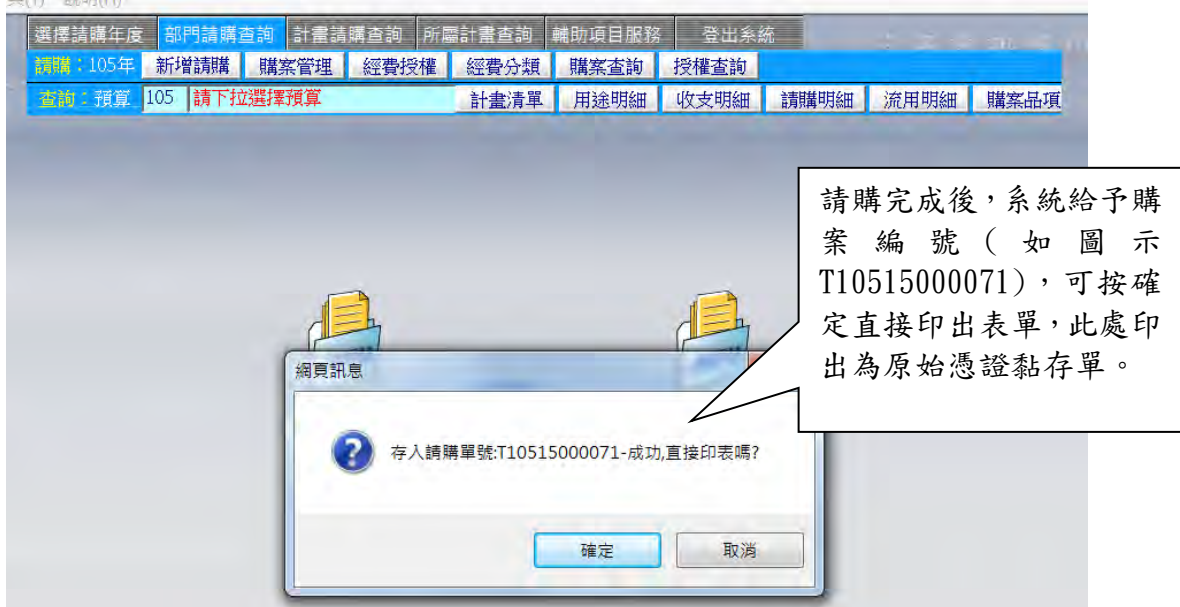 選擇請購年度 部門請購查詢 計畫請購查詢 所屬計畫查詢 輔助項目服務 登出系統
請購：105年 新增請購 購案管理 經費授權 經費分類 購案查詢 授權查詢
查詢：預算 105 請下拉選擇預算 計畫清單 用途明細 收支明細 請購明細 流用明細 購案品項
請購完成後，系統給予購
案編號（如圖示
T10515000071），可按確
定直接印出表單，此處印
出為原始憑證黏存單。
網頁訊息
存入請購單號:T10515000071-成功,直接印表嗎?
確定 取消